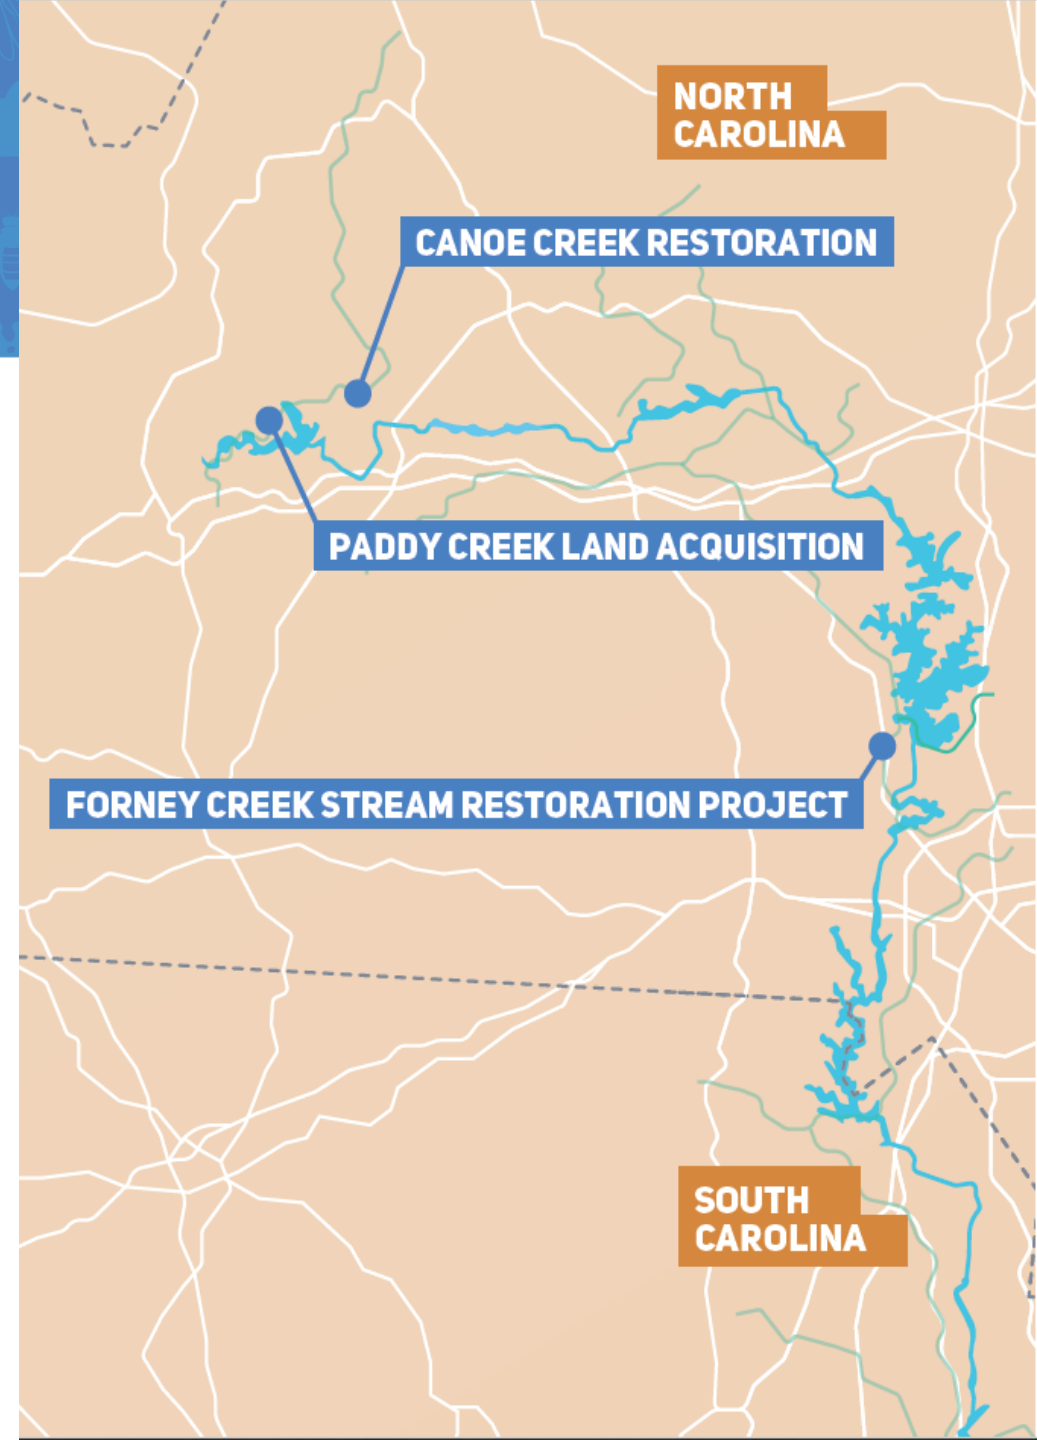 NORTH
CAROLINA
CANOE CREEK RESTORATION
PADDY CREEK LAND ACQUISITION
FORNEY CREEK STREAM RESTORATION PROJECT
SOUTH
CAROLINA